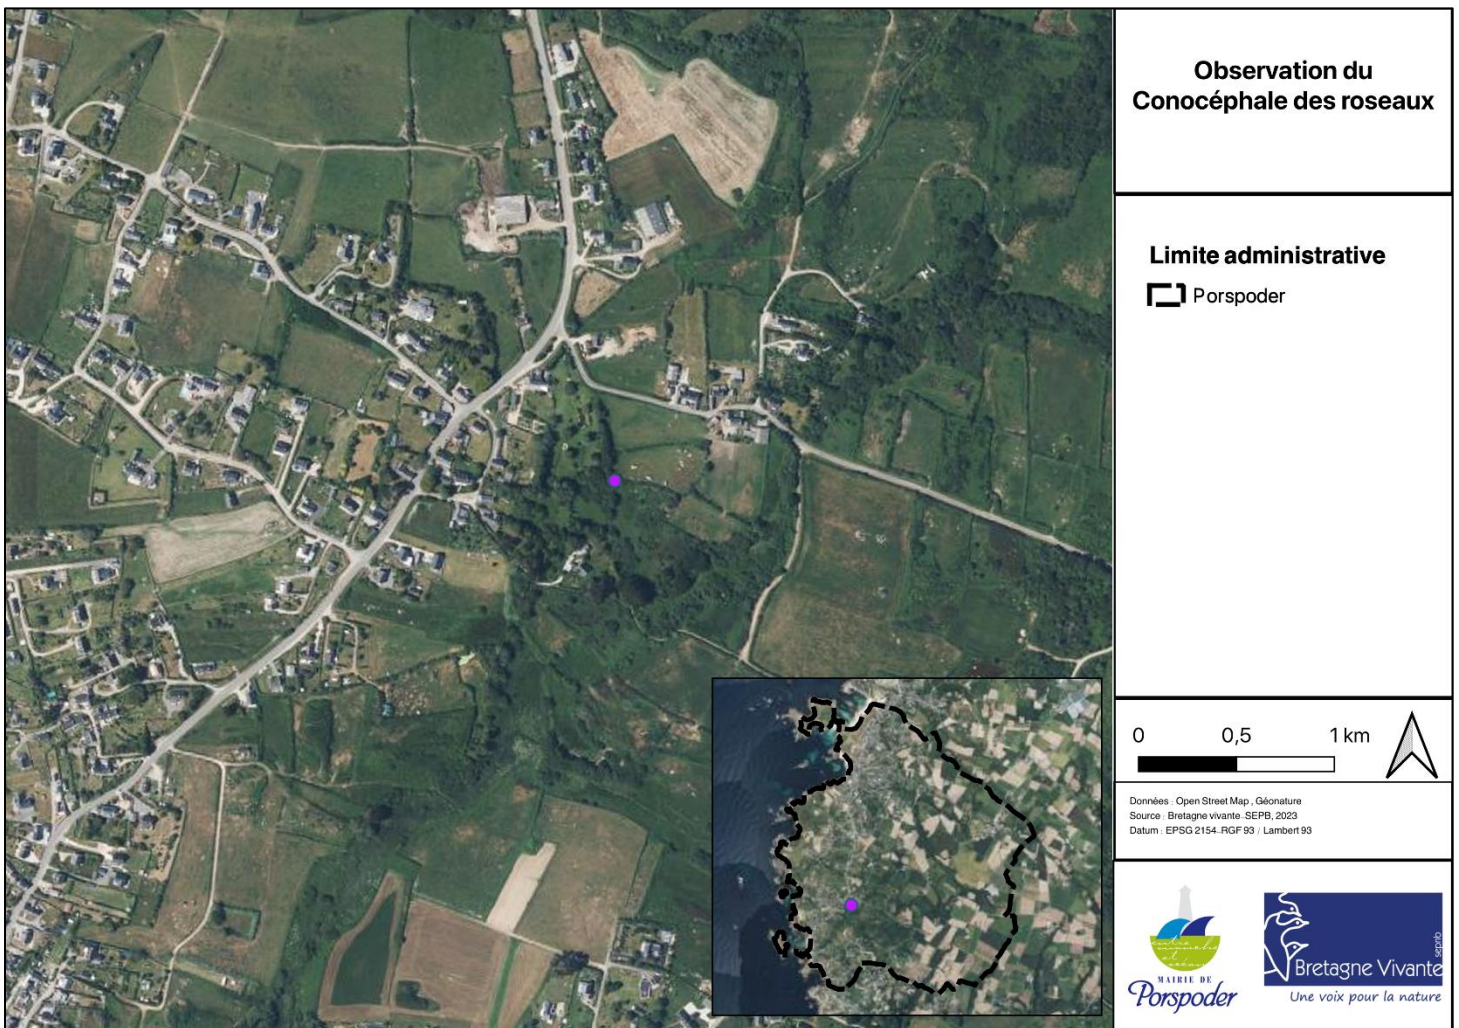 Observation du
Conocéphale des roseaux
Limite administrative
Porspoder
0 0,5 1 km
Données : Open Street Map , Géonature
Source : Bretagne vivante-SEPB, 2023
Datum : EPSG 2154-RGF 93 / Lambert 93
MAIRIE DE
Porspoder
sepnb
Bretagne Vivante
Une voix pour la nature